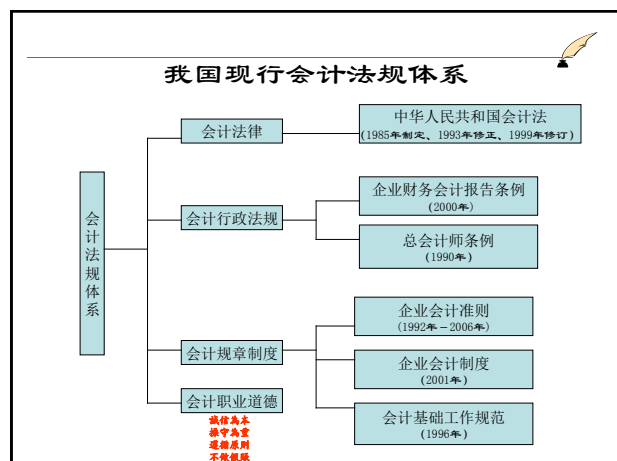 我国现行会计法规体系
会计法规体系
会计法律
中华人民共和国会计法
(1985年制定、1993年修正、1999年修订)
会计行政法规
企业财务会计报告条例
(2000年)
总会计师条例
(1990年)
会计规章制度
企业会计准则
(1992年－2006年)
企业会计制度
(2001年)
会计基础工作规范
(1996年)
会计职业道德
誠信為本
操守為重
遵循原則
不做假賬